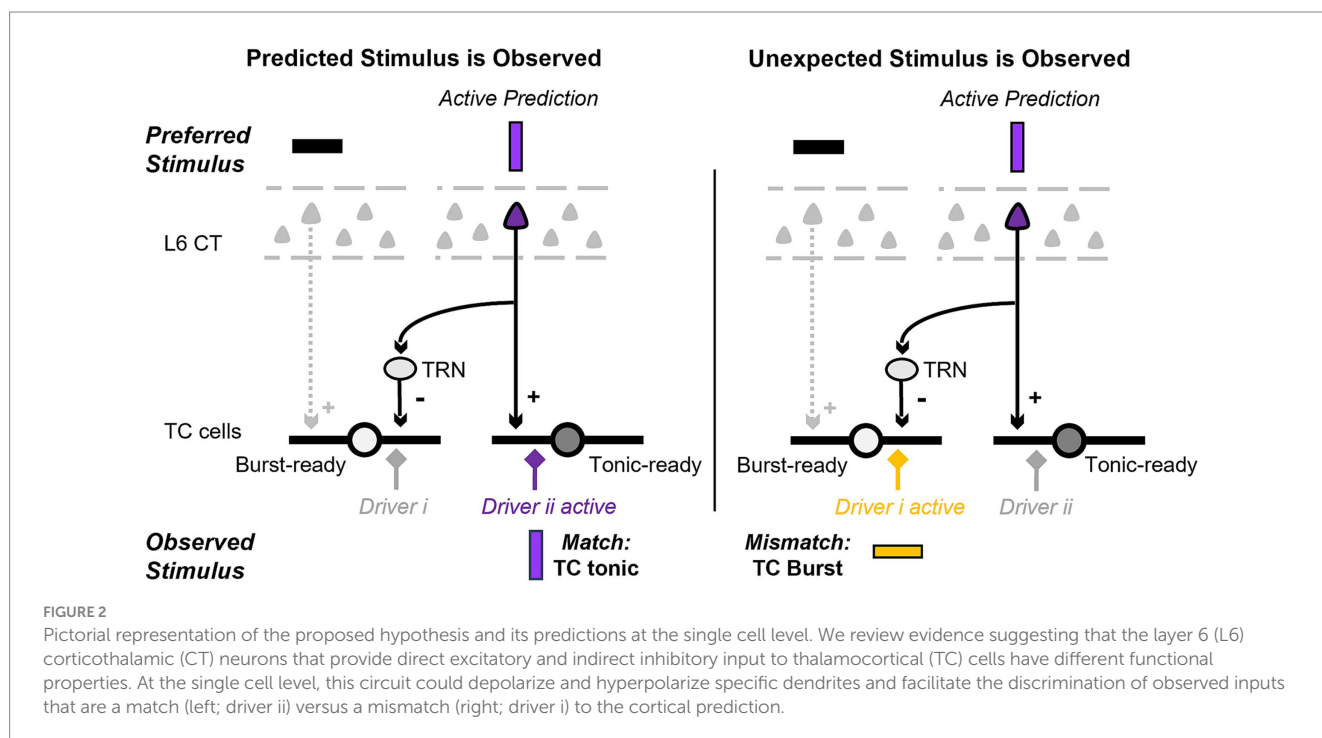 Predicted Stimulus is Observed
Unexpected Stimulus is Observed
Active Prediction
Active Prediction
Preferred
Stimulus
L6 CT
TRN
TRN
+
-
+
+
-
+
TC cells
Burst-ready
Tonic-ready
Burst-ready
Tonic-ready
Driver i
Driver ii active
Driver i active
Driver ii
Observed
Stimulus
Match:
TC tonic
Mismatch:
TC Burst
FIGURE 2
Pictorial representation of the proposed hypothesis and its predictions at the single cell level. We review evidence suggesting that the layer 6 (L6)
corticothalamic (CT) neurons that provide direct excitatory and indirect inhibitory input to thalamocortical (TC) cells have different functional
properties. At the single cell level, this circuit could depolarize and hyperpolarize specific dendrites and facilitate the discrimination of observed inputs
that are a match (left; driver ii) versus a mismatch (right; driver i) to the cortical prediction.